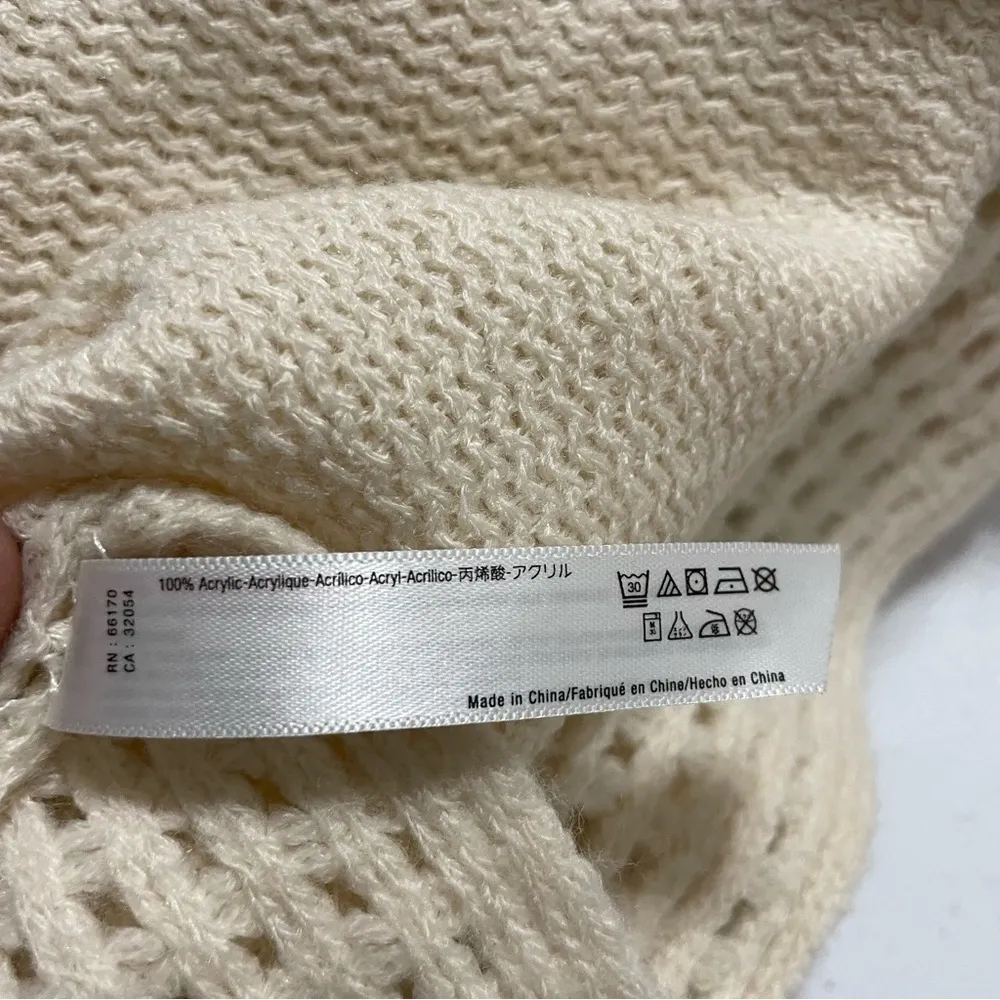 100% Acrylic-Acrylique-Acrílico-Acryl-Acrilico-丙烯酸-アクリル
RN : 66170
CA : 32054
30
Made in China/Fabriqué en Chine/Hecho en China